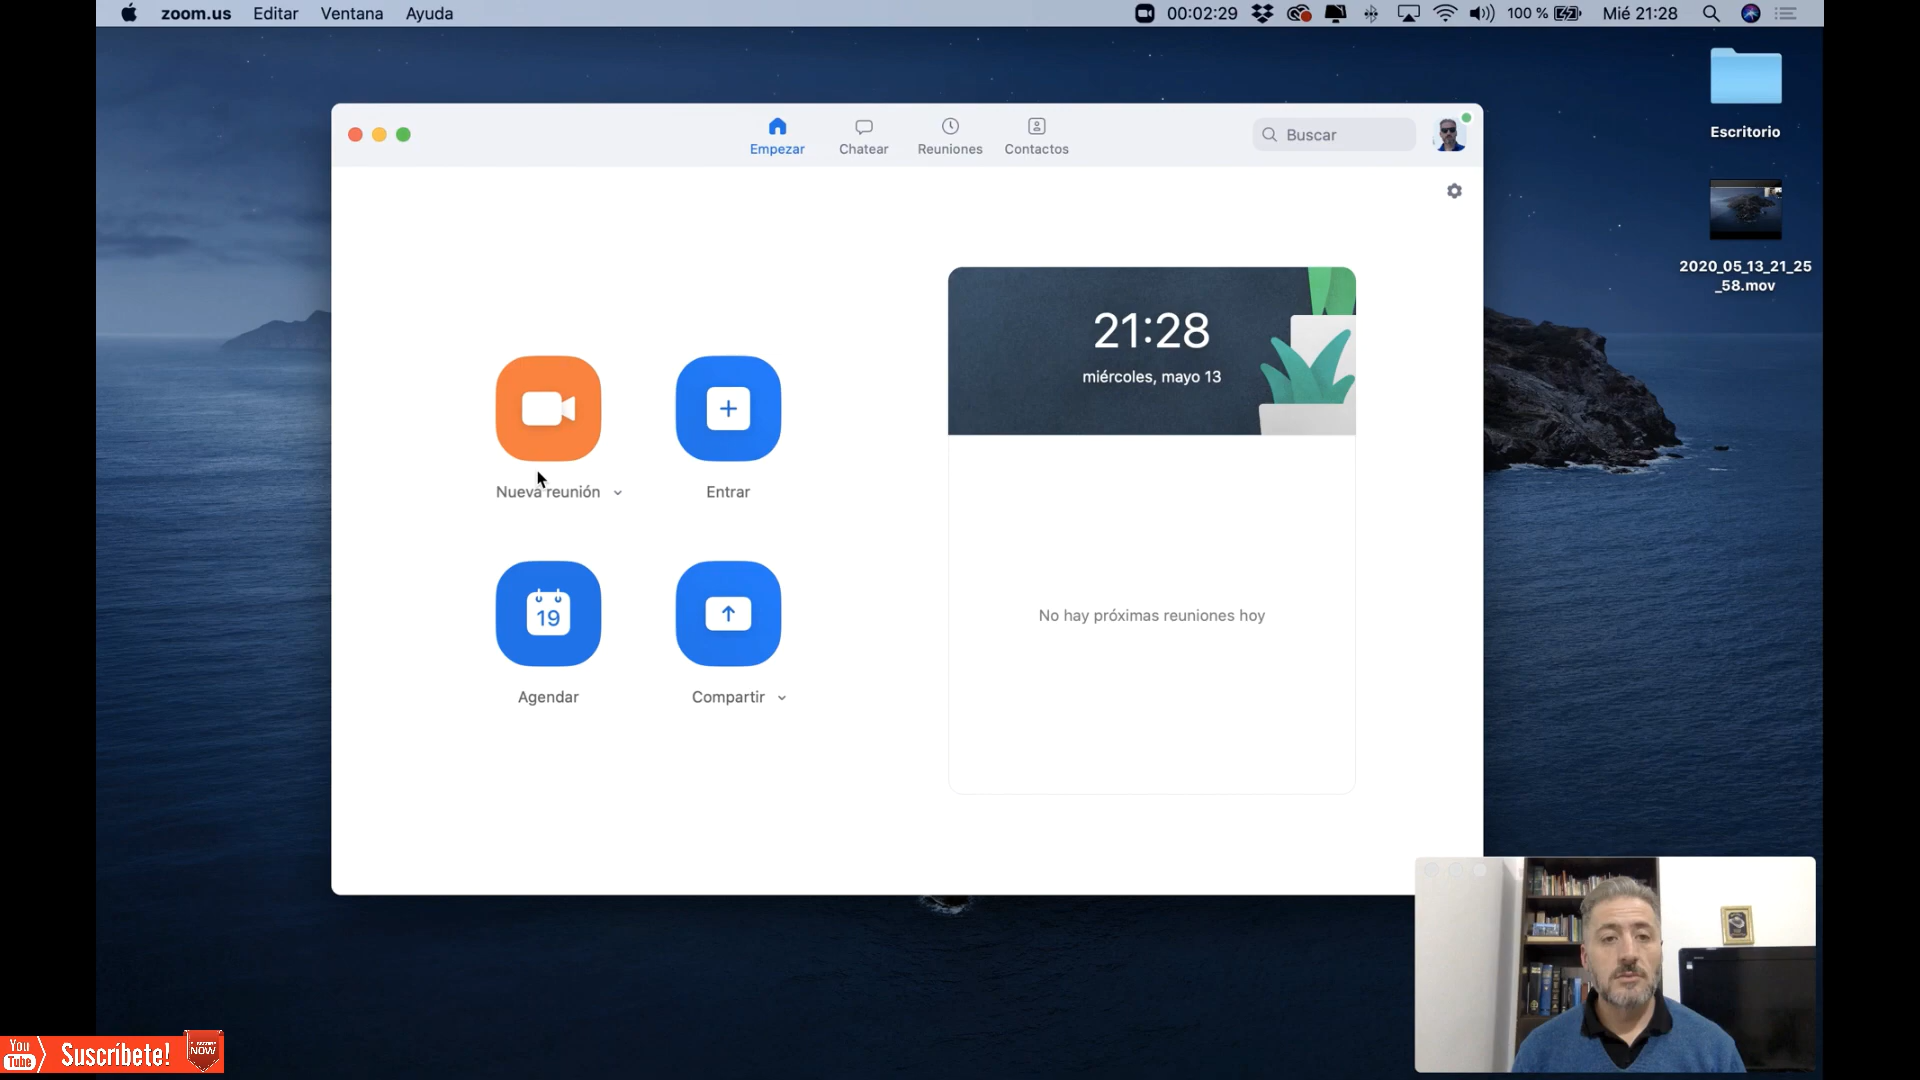 zoom.us Editar Ventana Ayuda 00:02:29 100 % Mié 21:28
Empezar Chatear Reuniones Contactos Buscar
Escritorio
2020_05_13_21_25
_58.mov
21:28
miércoles, mayo 13
Nueva reunión Entrar
No hay próximas reuniones hoy
19
Agendar Compartir
You
Tube
Suscríbete!
NOW